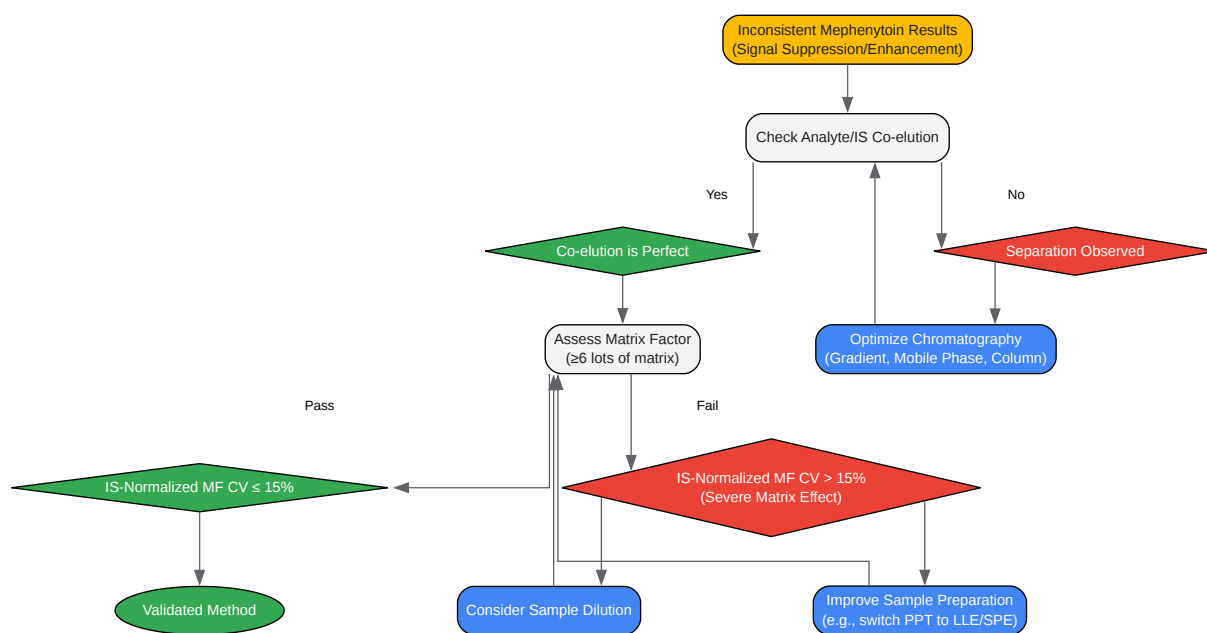 Inconsistent Mephenytoin Results
(Signal Suppression/Enhancement)
Check Analyte/IS Co-elution
Yes
No
Co-elution is Perfect
Separation Observed
Assess Matrix Factor
(≥6 lots of matrix)
Optimize Chromatography
(Gradient, Mobile Phase, Column)
Pass
Fail
IS-Normalized MF CV ≤ 15%
IS-Normalized MF CV > 15%
(Severe Matrix Effect)
Validated Method
Consider Sample Dilution
Improve Sample Preparation
(e.g., switch PPT to LLE/SPE)